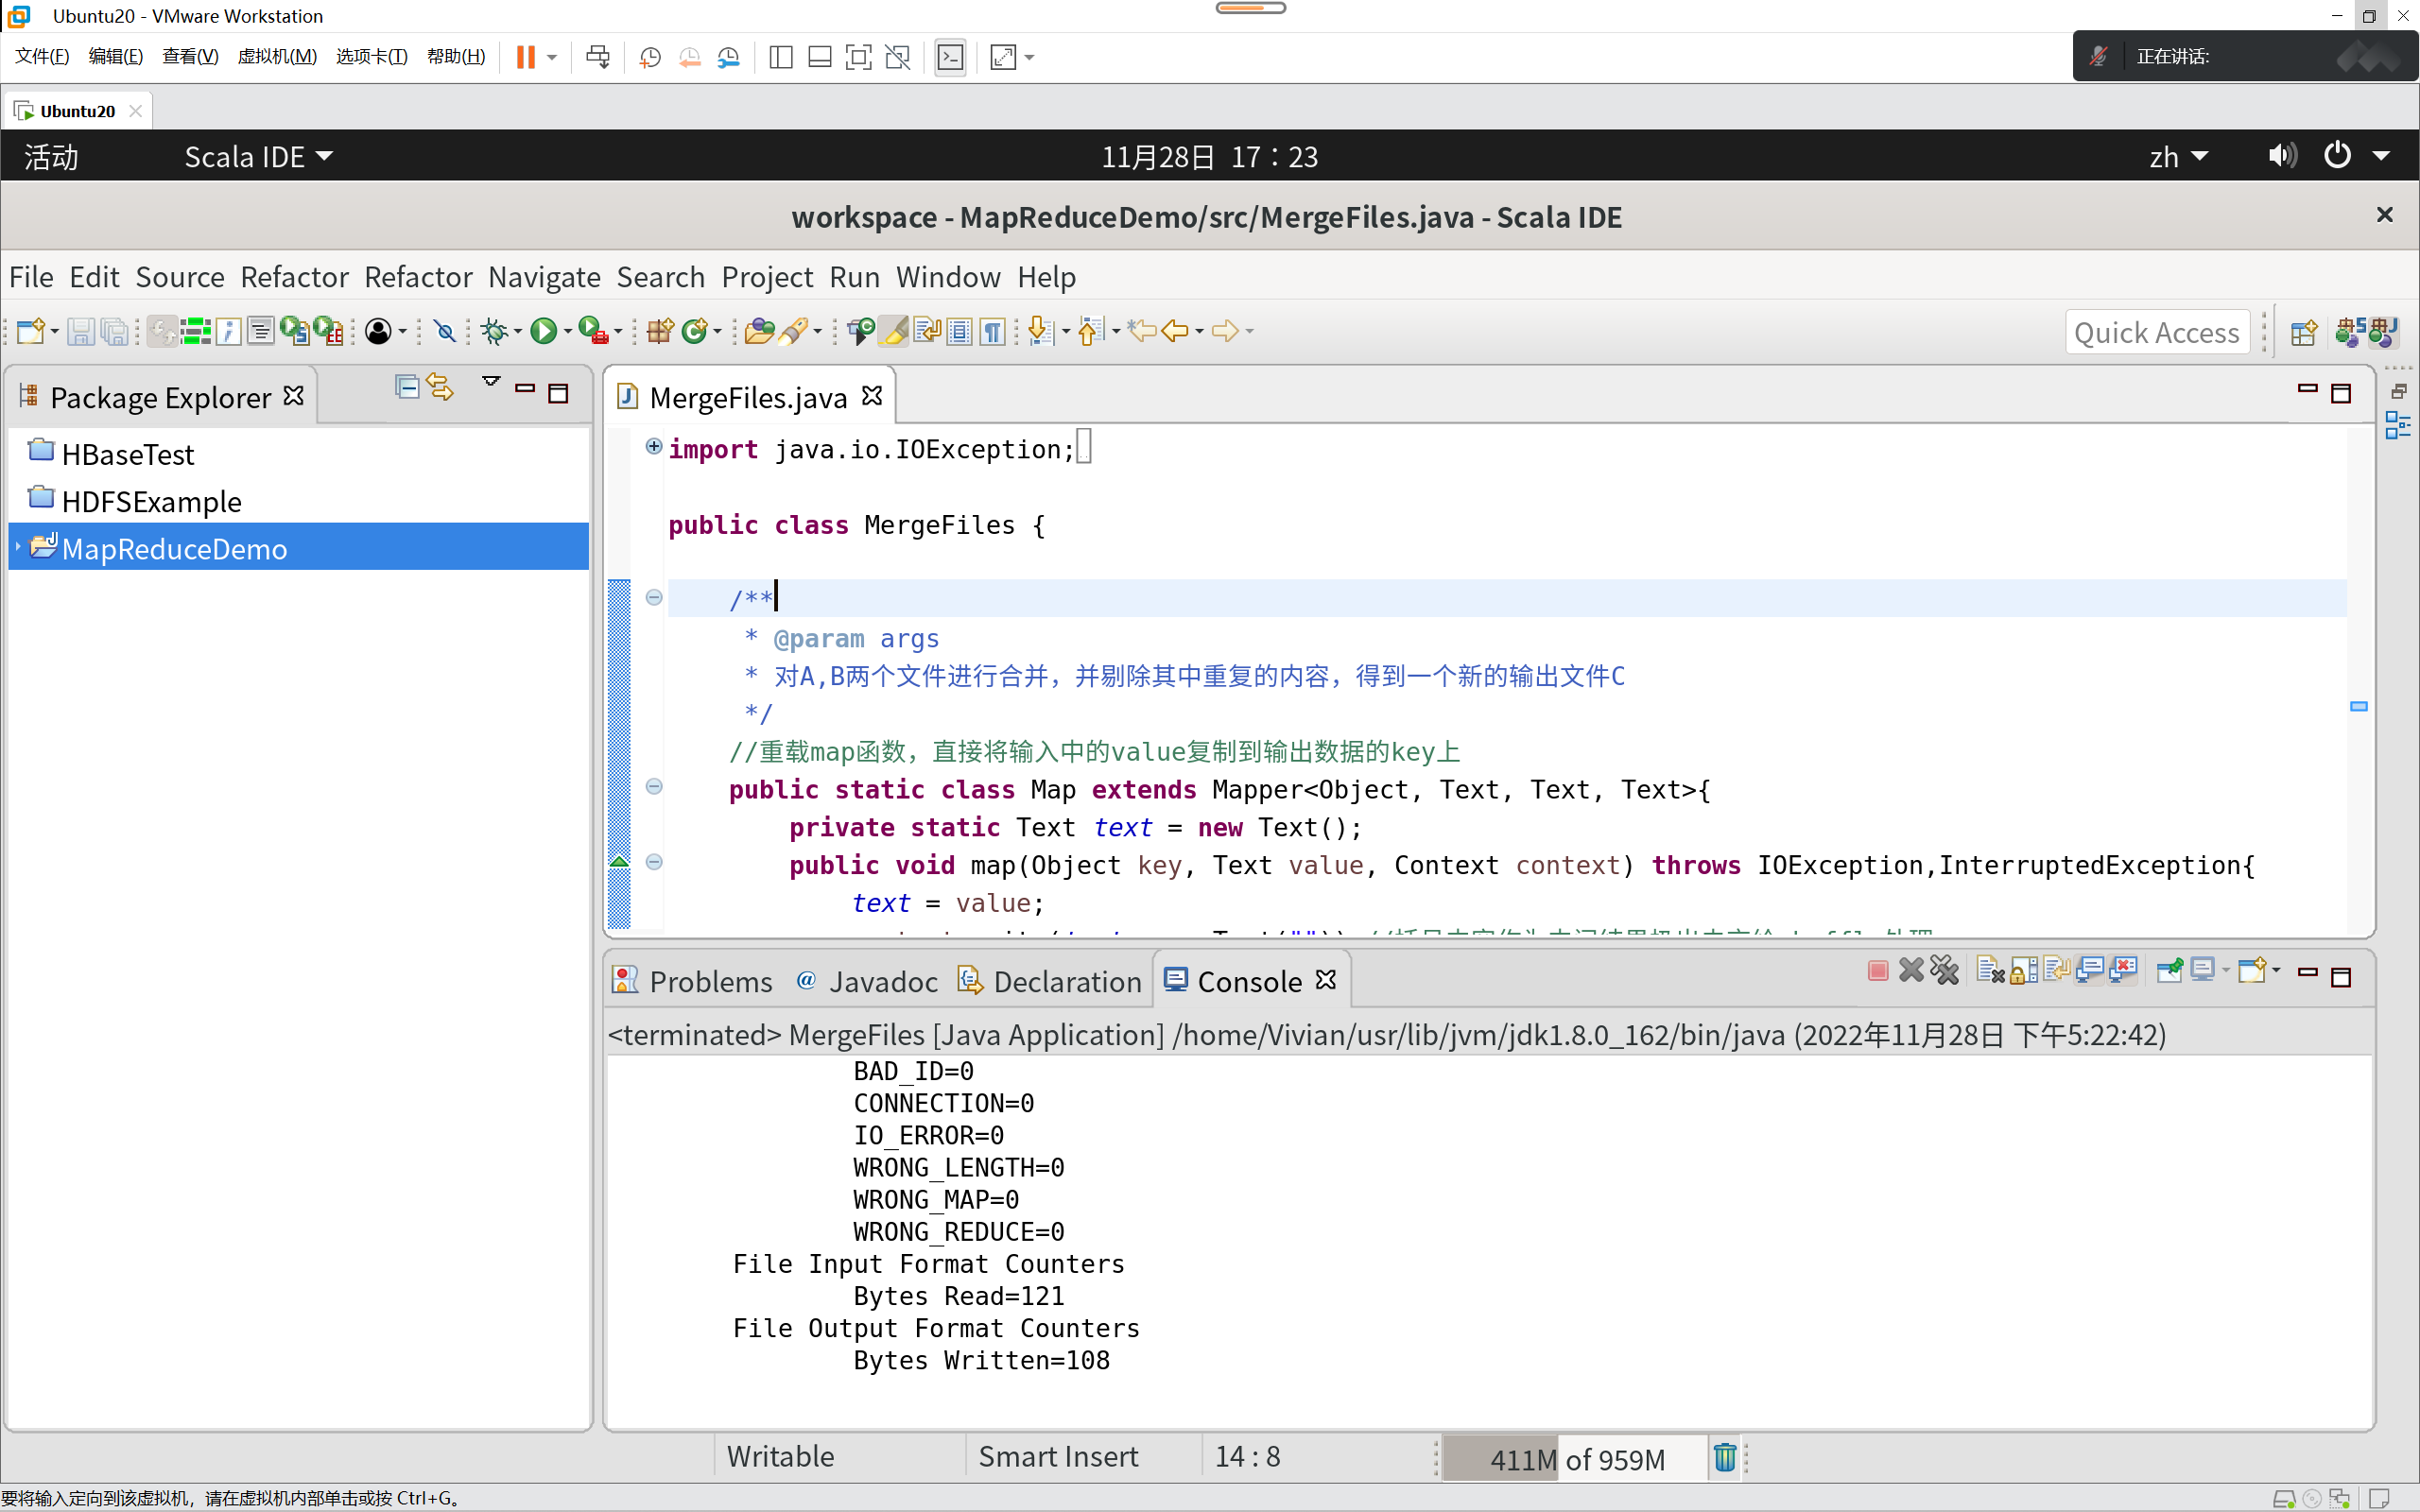 Ubuntu20 - VMware Workstation
文件(F) 编辑(E) 查看(V) 虚拟机(M) 选项卡(T) 帮助(H)
正在讲话:
Ubuntu20
活动 Scala IDE 11月28日 17：23 zh
workspace - MapReduceDemo/src/MergeFiles.java - Scala IDE
File Edit Source Refactor Refactor Navigate Search Project Run Window Help
Quick Access
Package Explorer
HBaseTest
HDFSExample
MapReduceDemo
MergeFiles.java
import java.io.IOException;
public class MergeFiles {
/**
* @param args
* 对A,B两个文件进行合并，并剔除其中重复的内容，得到一个新的输出文件C
*/
//重载map函数，直接将输入中的value复制到输出数据的key上
public static class Map extends Mapper<Object, Text, Text, Text>{
private static Text text = new Text();
public void map(Object key, Text value, Context context) throws IOException,InterruptedException{
text = value;
Problems Javadoc Declaration Console
<terminated> MergeFiles [Java Application] /home/Vivian/usr/lib/jvm/jdk1.8.0_162/bin/java (2022年11月28日 下午5:22:42)
BAD_ID=0
CONNECTION=0
IO_ERROR=0
WRONG_LENGTH=0
WRONG_MAP=0
WRONG_REDUCE=0
File Input Format Counters
Bytes Read=121
File Output Format Counters
Bytes Written=108
Writable Smart Insert 14 : 8 411M of 959M
要将输入定向到该虚拟机，请在虚拟机内部单击或按 Ctrl+G。